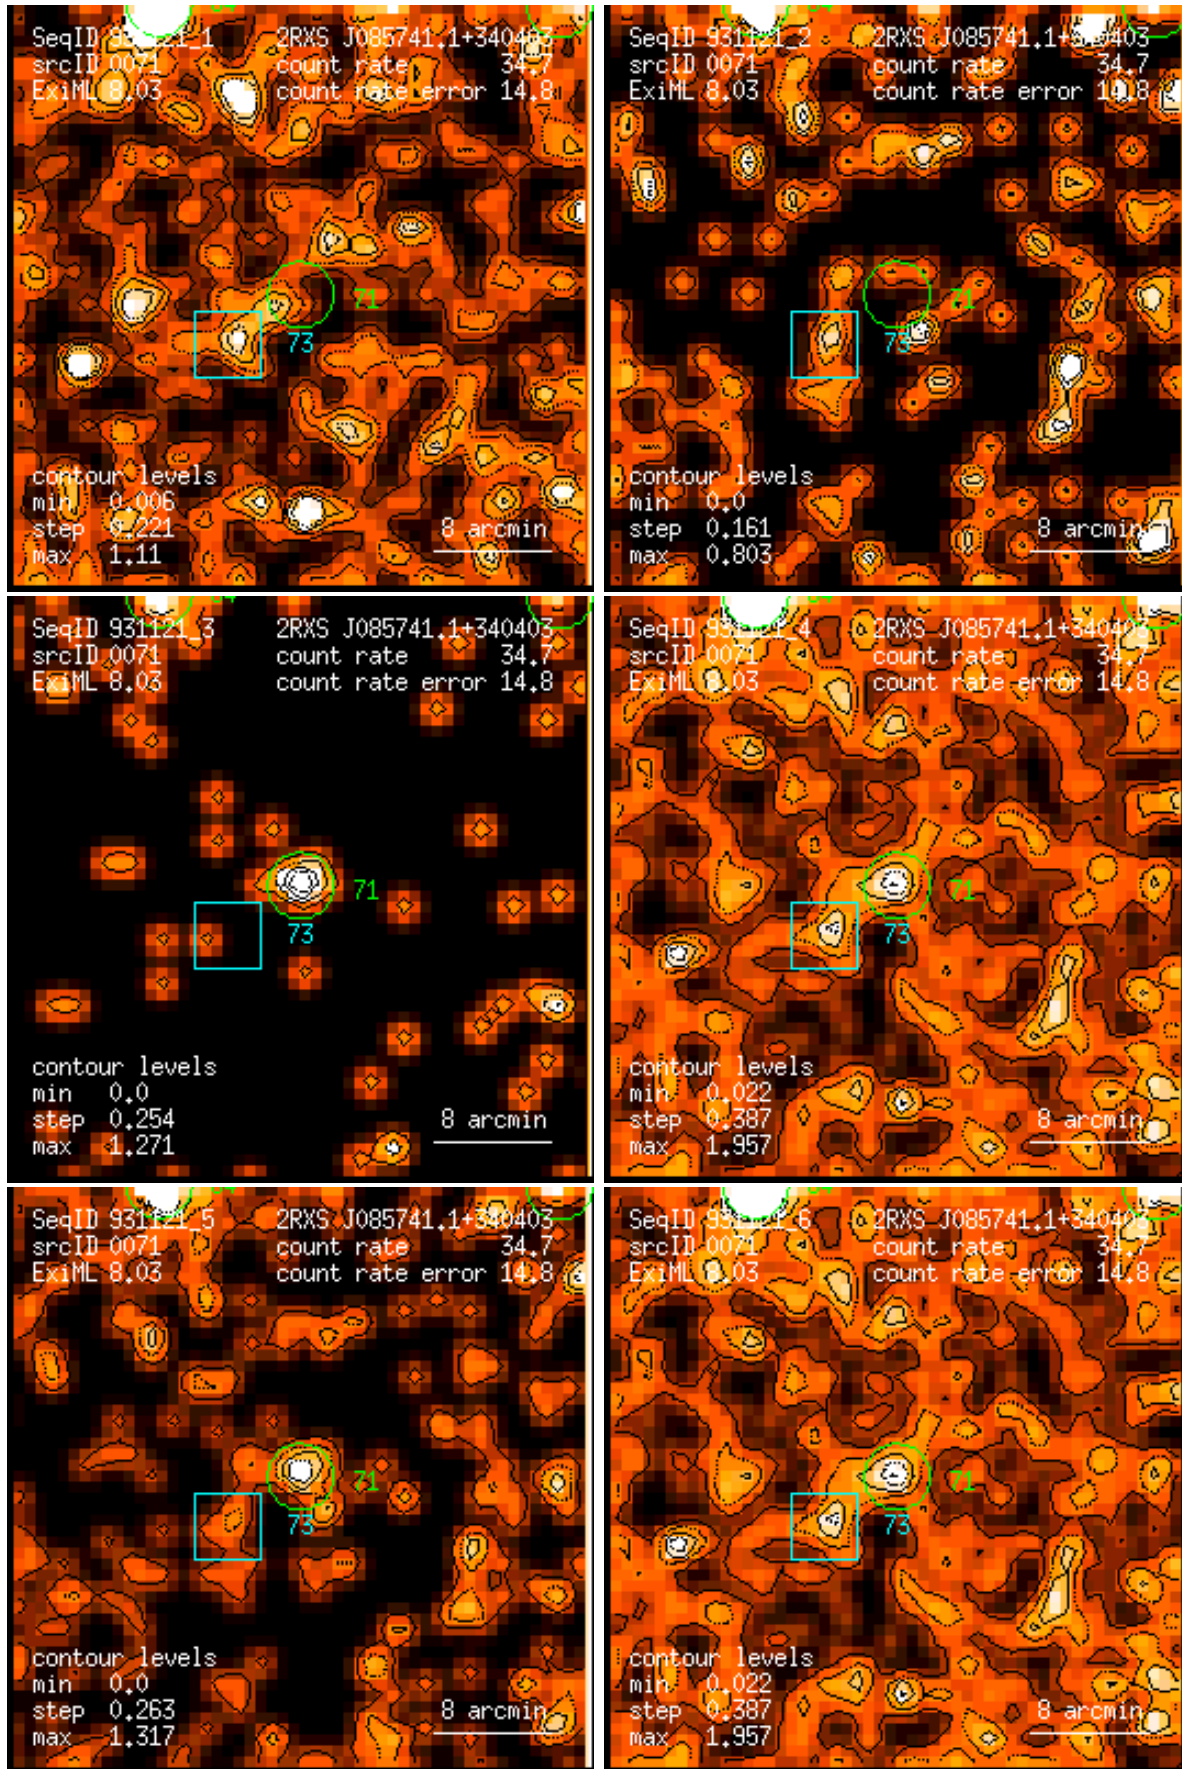 SeqID 931121_1 2RXS J085741.1+340403
srcID 0071 count rate 34.7
ExiML 8.03 count rate error 14.8
71
73
contour levels
min 0.006
step 0.221
max 1.11
8 arcmin
SeqID 931121_2 2RXS J085741.1+340403
srcID 0071 count rate 34.7
ExiML 8.03 count rate error 14.8
71
73
contour levels
min 0.0
step 0.161
max 0.803
8 arcmin
SeqID 931121_3 2RXS J085741.1+340403
srcID 0071 count rate 34.7
ExiML 8.03 count rate error 14.8
71
73
contour levels
min 0.0
step 0.254
max 1.271
8 arcmin
SeqID 931121_4 2RXS J085741.1+340403
srcID 0071 count rate 34.7
ExiML 8.03 count rate error 14.8
71
73
contour levels
min 0.022
step 0.387
max 1.957
8 arcmin
SeqID 931121_5 2RXS J085741.1+340403
srcID 0071 count rate 34.7
ExiML 8.03 count rate error 14.8
71
73
contour levels
min 0.0
step 0.263
max 1.317
8 arcmin
SeqID 931121_6 2RXS J085741.1+340403
srcID 0071 count rate 34.7
ExiML 8.03 count rate error 14.8
71
73
contour levels
min 0.022
step 0.387
max 1.957
8 arcmin